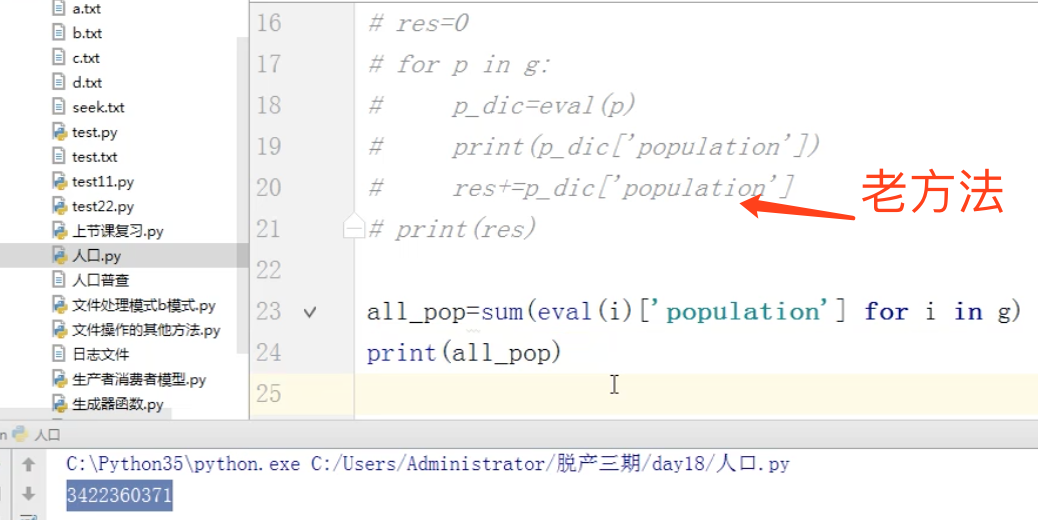 a.txt
b.txt
c.txt
d.txt
seek.txt
test.py
test.txt
test11.py
test22.py
上节课复习.py
人口.py
人口普查
文件处理模式b模式.py
文件操作的其他方法.py
日志文件
生产者消费者模型.py
生成器函数.py
16 # res=0
17 # for p in g:
18 #     p_dic=eval(p)
19 #     print(p_dic['population'])
20 #     res+=p_dic['population']
老方法
21 # print(res)
22
23 all_pop=sum(eval(i)['population'] for i in g)
24 print(all_pop)
25
n 人口
C:\Python35\python.exe C:/Users/Administrator/脱产三期/day18/人口.py
3422360371